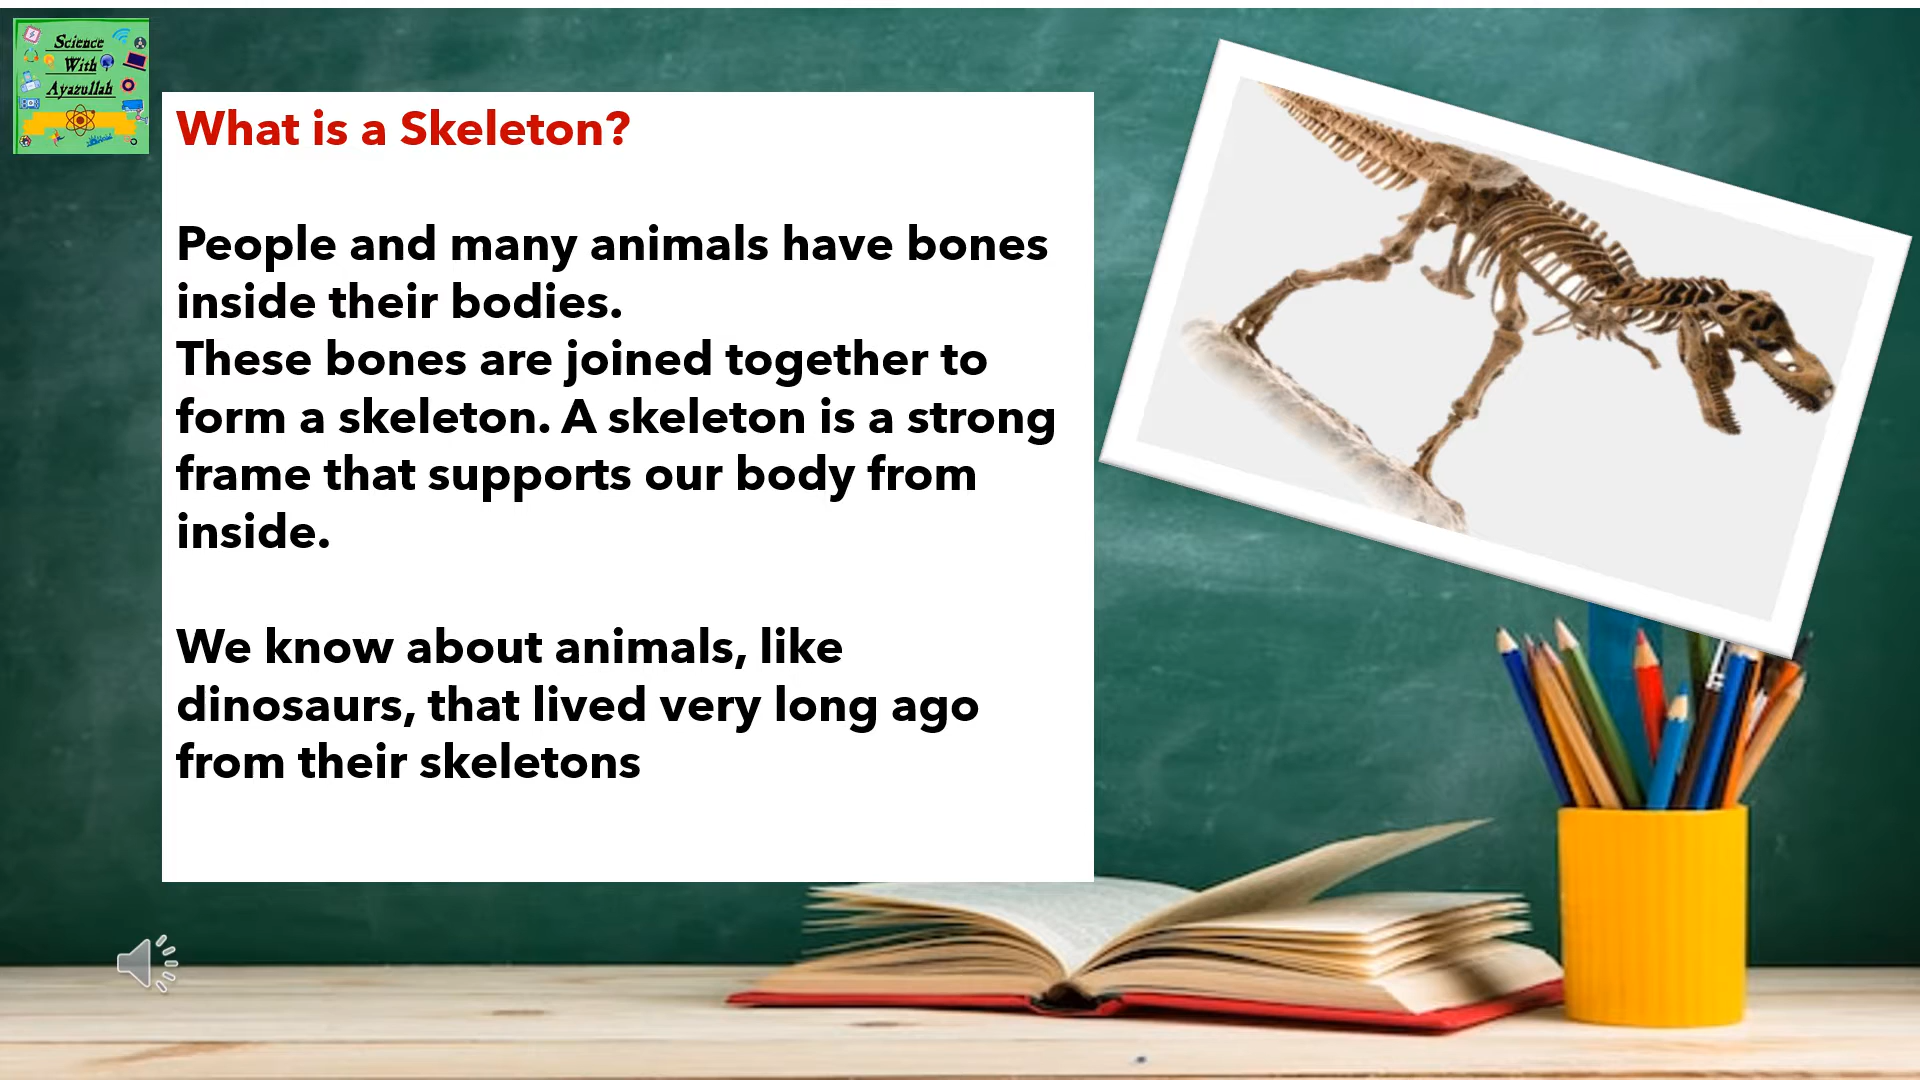 Science
With
Ayazullah
What is a Skeleton?
People and many animals have bones
inside their bodies.
These bones are joined together to
form a skeleton. A skeleton is a strong
frame that supports our body from
inside.
We know about animals, like
dinosaurs, that lived very long ago
from their skeletons